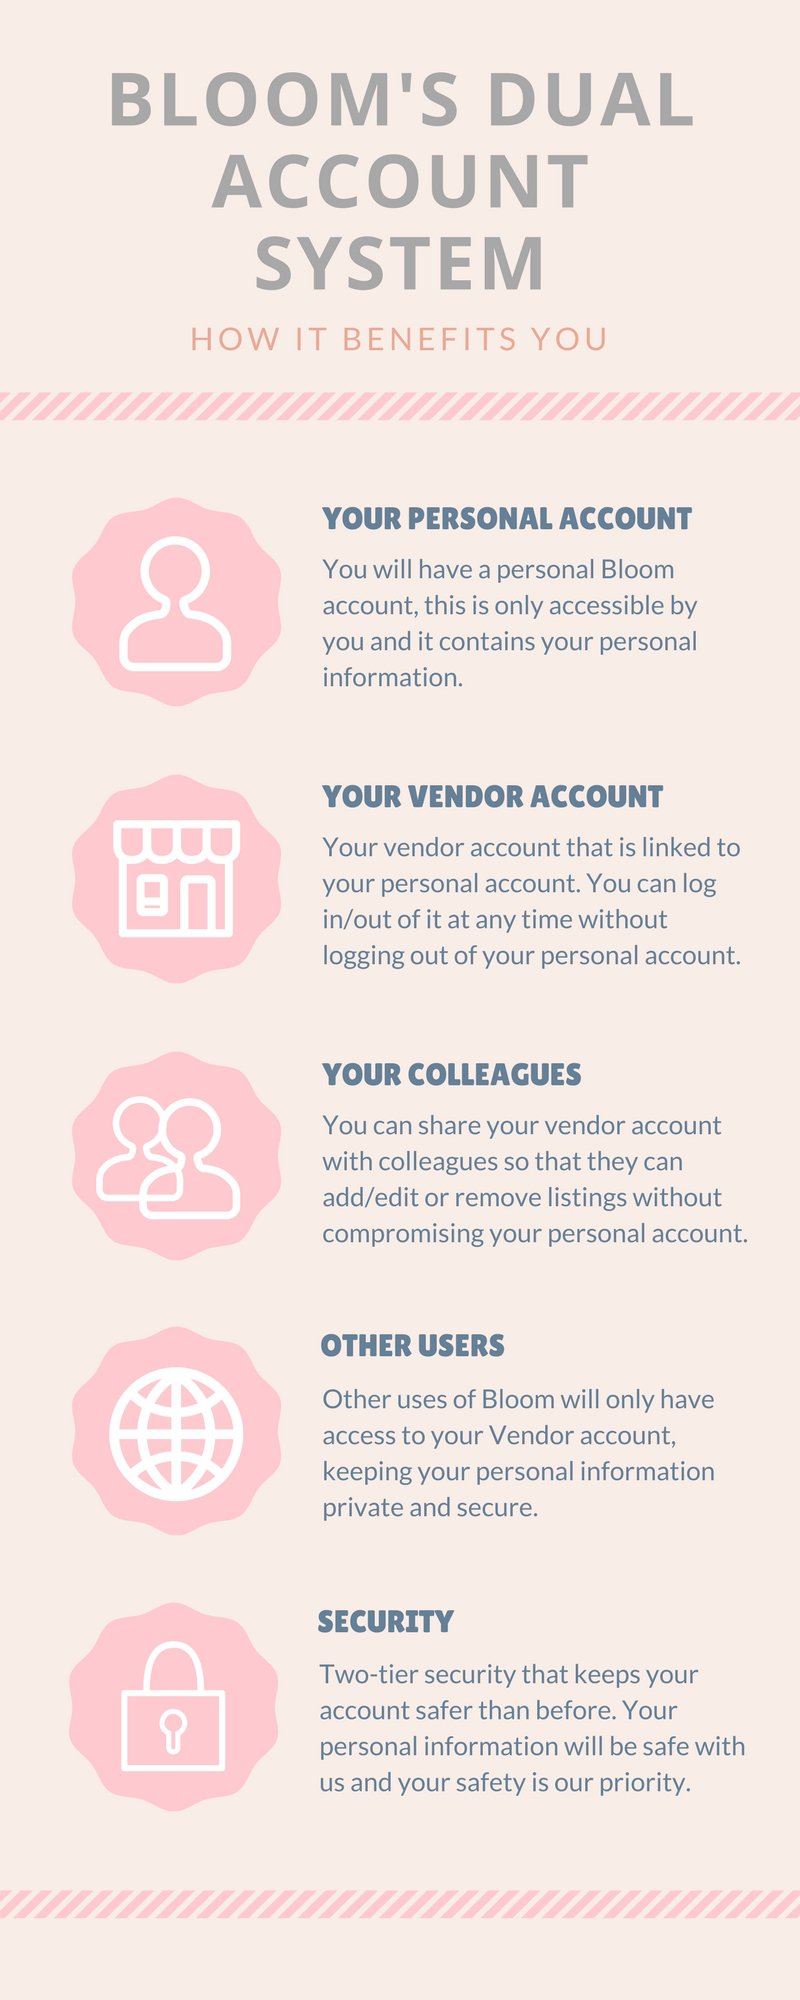 BLOOM'S DUAL
ACCOUNT
SYSTEM
HOW IT BENEFITS YOU
YOUR PERSONAL ACCOUNT
You will have a personal Bloom
account, this is only accessible by
you and it contains your personal
information.
YOUR VENDOR ACCOUNT
Your vendor account that is linked to
your personal account. You can log
in/out of it at any time without
logging out of your personal account.
YOUR COLLEAGUES
You can share your vendor account
with colleagues so that they can
add/edit or remove listings without
compromising your personal account.
OTHER USERS
Other uses of Bloom will only have
access to your Vendor account,
keeping your personal information
private and secure.
SECURITY
Two-tier security that keeps your
account safer than before. Your
personal information will be safe with
us and your safety is our priority.